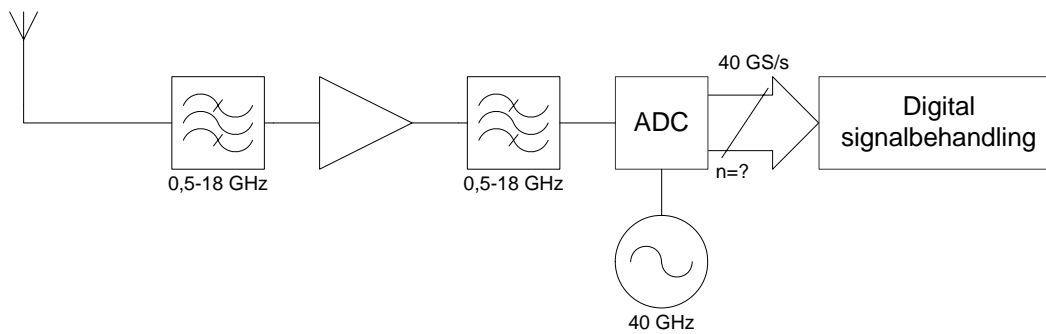 40 GS/s
ADC
Digital
signalbehandling
n=?
0,5-18 GHz
0,5-18 GHz
40 GHz